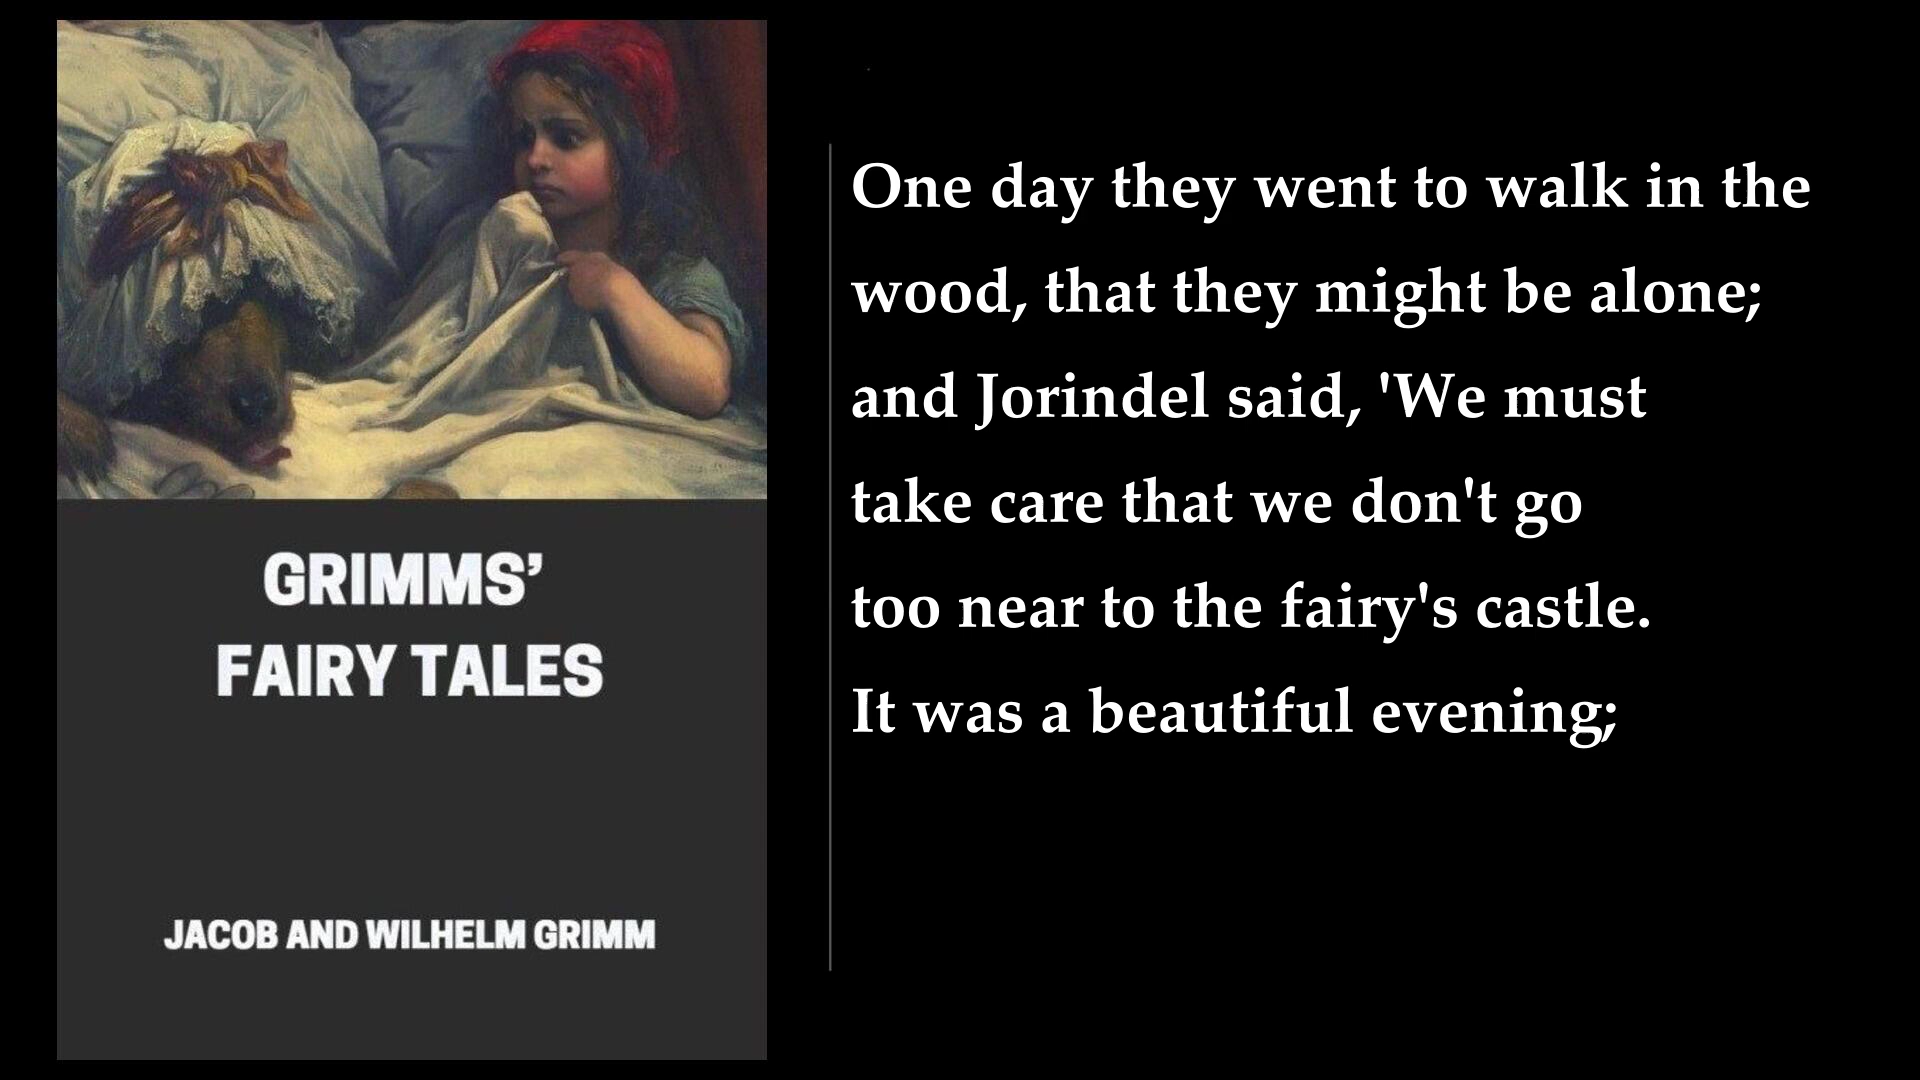 GRIMMS’
FAIRY TALES
JACOB AND WILHELM GRIMM
One day they went to walk in the
wood, that they might be alone;
and Jorindel said, 'We must
take care that we don't go
too near to the fairy's castle.
It was a beautiful evening;